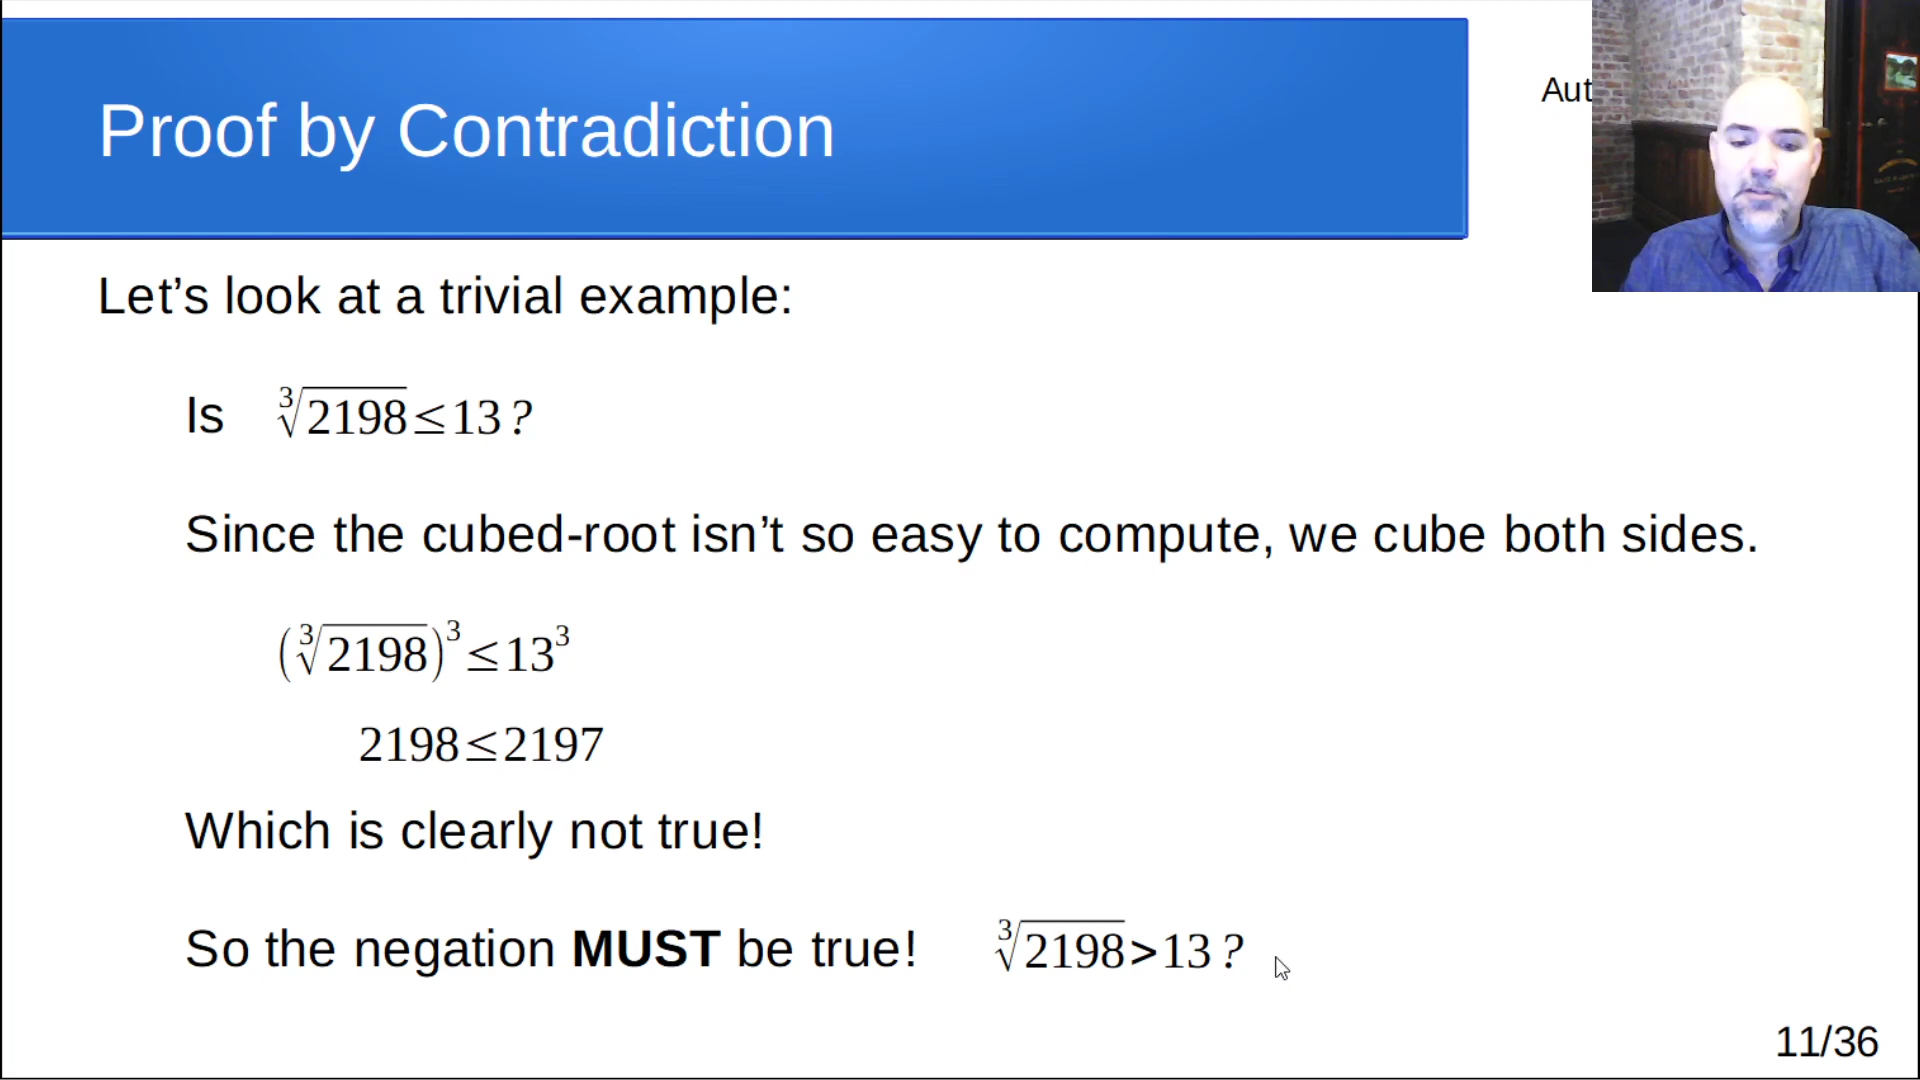 Proof by Contradiction
Aut
Let’s look at a trivial example:
Is ∛2198≤13 ?
Since the cubed-root isn’t so easy to compute, we cube both sides.
(∛2198)³≤13³
2198≤2197
Which is clearly not true!
So the negation MUST be true! ∛2198>13 ?
11/36